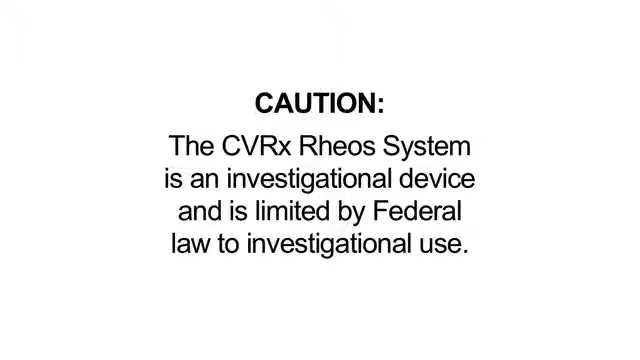 CAUTION:
The CVRx Rheos System
is an investigational device
and is limited by Federal
law to investigational use.